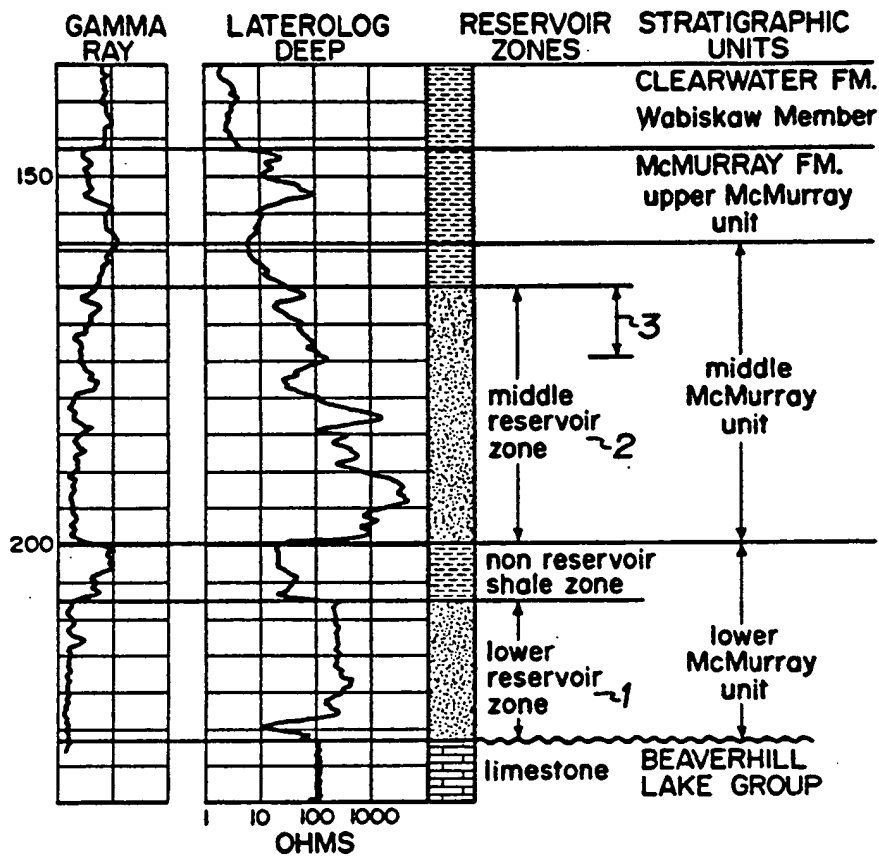 GAMMA
RAY
LATEROLOG
DEEP
RESERVOIR
ZONES
STRATIGRAPHIC
UNITS
CLEARWATER FM.
Wabiskaw Member
150
McMURRAY FM.
upper McMurray
unit
3
middle
reservoir
zone
2
middle
McMurray
unit
200
non reservoir
shale zone
lower
reservoir
zone
1
lower
McMurray
unit
limestone
BEAVERHILL
LAKE GROUP
1 10 100 1000
OHMS